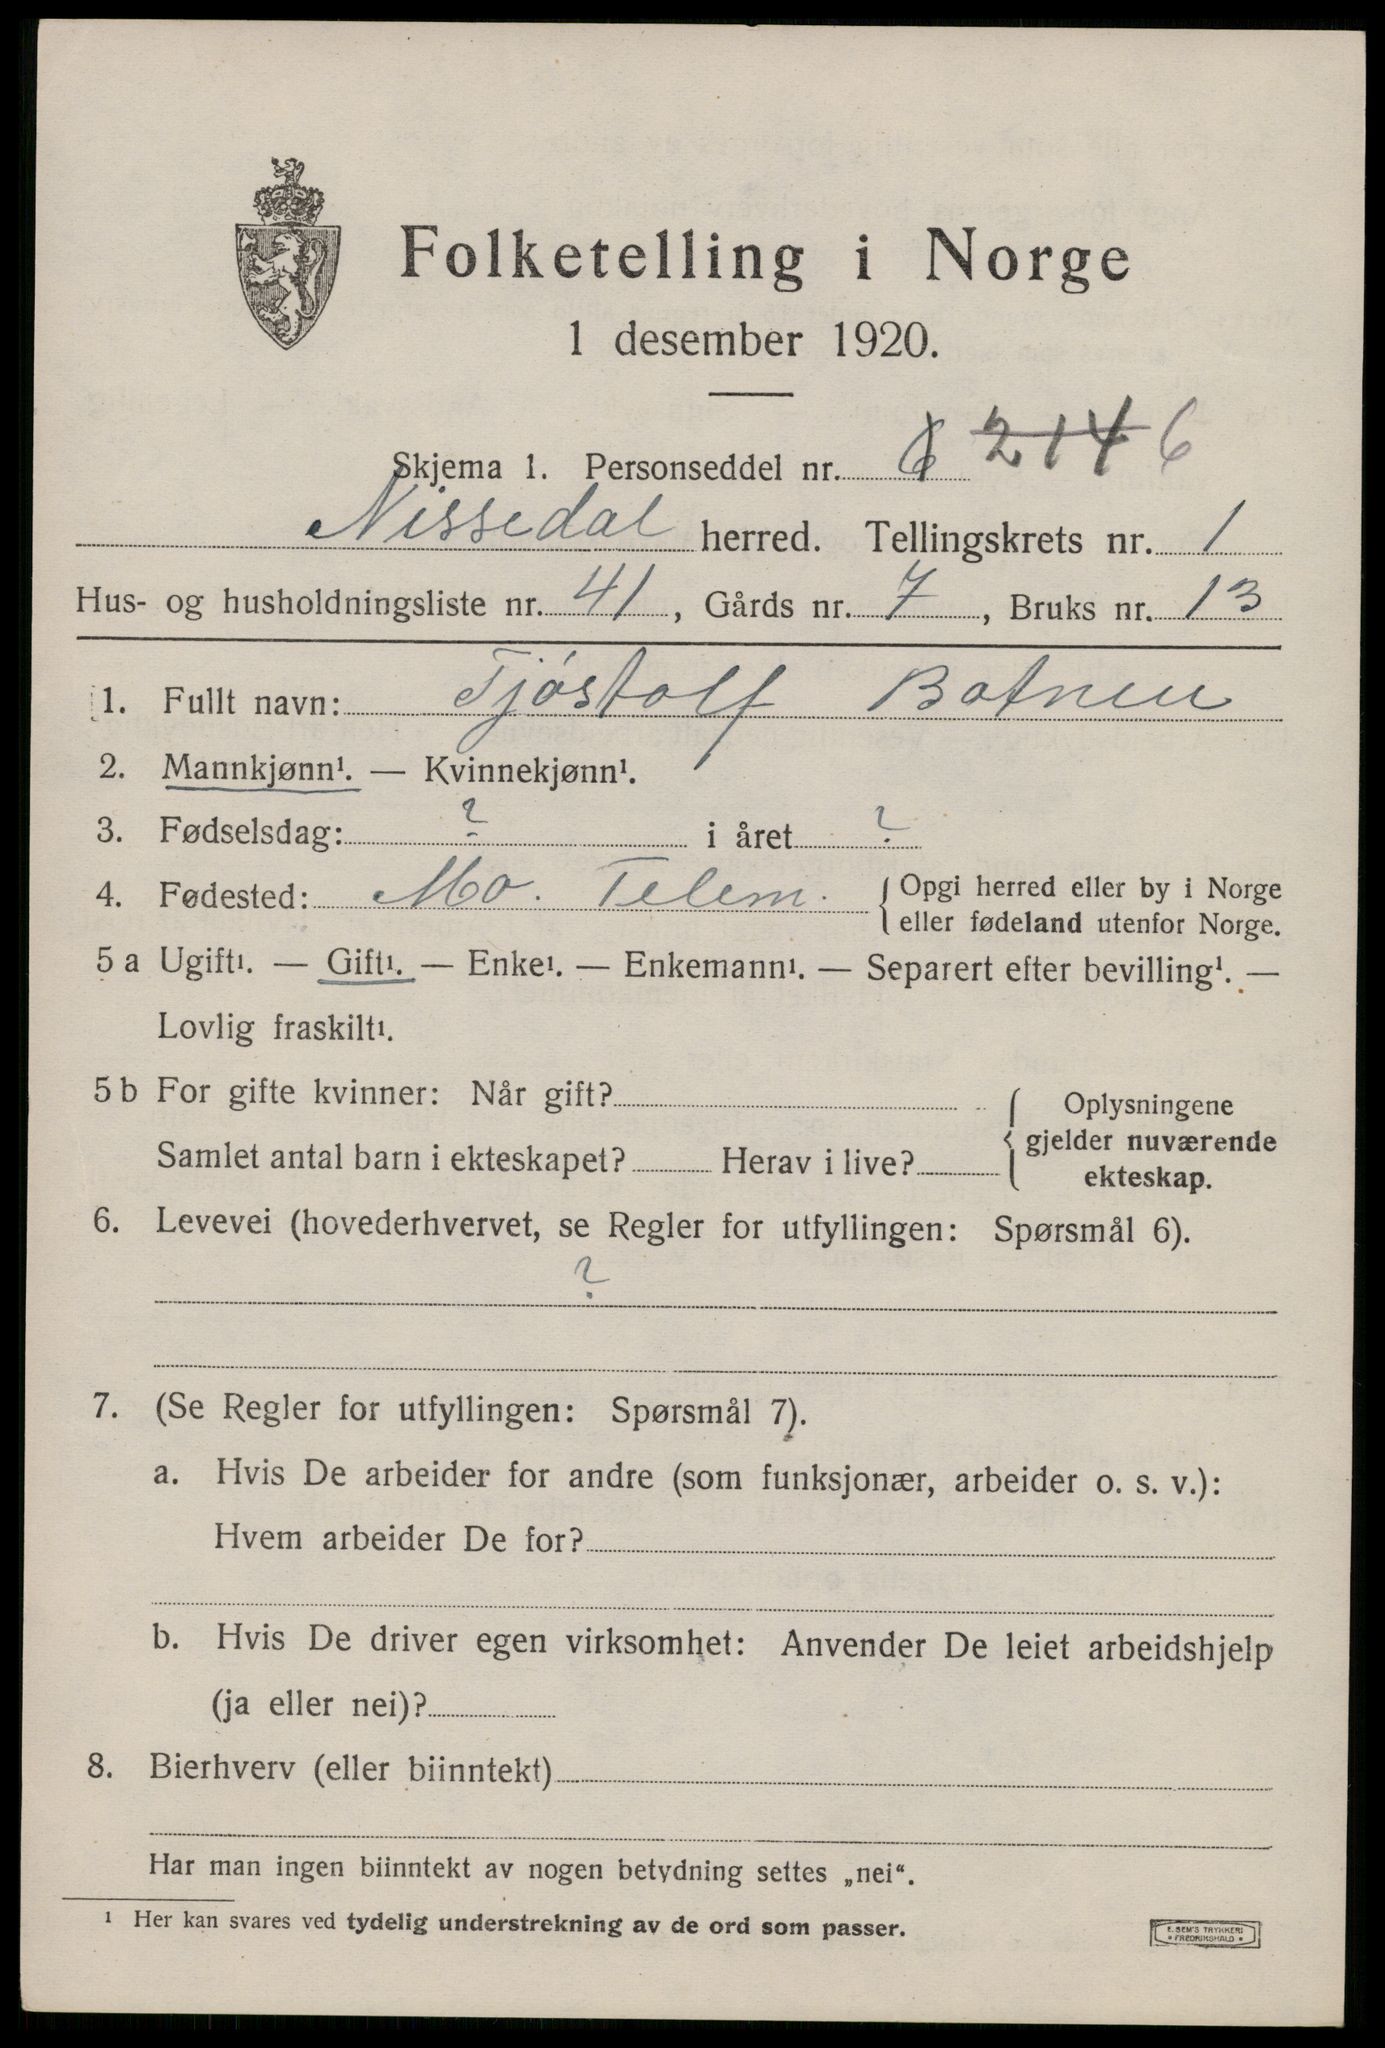 Folketelling i Norge
1 desember 1920.
Skjema 1. Personseddel nr. 6 214 6
Nissedal herred. Tellingskrets nr. 1
Hus- og husholdningsliste nr. 41, Gårds nr. 7, Bruks nr. 13
1. Fullt navn: Tjóstolf Botnen
2. Mannkjønn¹. — Kvinnekjønn¹.
3. Fødselsdag: ? i året ?
4. Fødested: Mo. Telem. { Opgi herred eller by i Norge
eller fødeland utenfor Norge.
5 a Ugift¹. — Gift¹. — Enke¹. — Enkemann¹. — Separert efter bevilling¹. —
Lovlig fraskilt¹.
5 b For gifte kvinner: Når gift?
Samlet antal barn i ekteskapet? Herav i live?
{ Oplysningene
gjelder nuværende
ekteskap.
6. Levevei (hovederhvervet, se Regler for utfyllingen: Spørsmål 6).
?
7. (Se Regler for utfyllingen: Spørsmål 7).
a. Hvis De arbeider for andre (som funksjonær, arbeider o. s. v.):
Hvem arbeider De for?
b. Hvis De driver egen virksomhet: Anvender De leiet arbeidshjelp
(ja eller nei)?
8. Bierhverv (eller biinntekt)
Har man ingen biinntekt av nogen betydning settes „nei“.
¹ Her kan svares ved tydelig understrekning av de ord som passer.
E. SEM'S TRYKKERI
• FREDRIKSHALD •